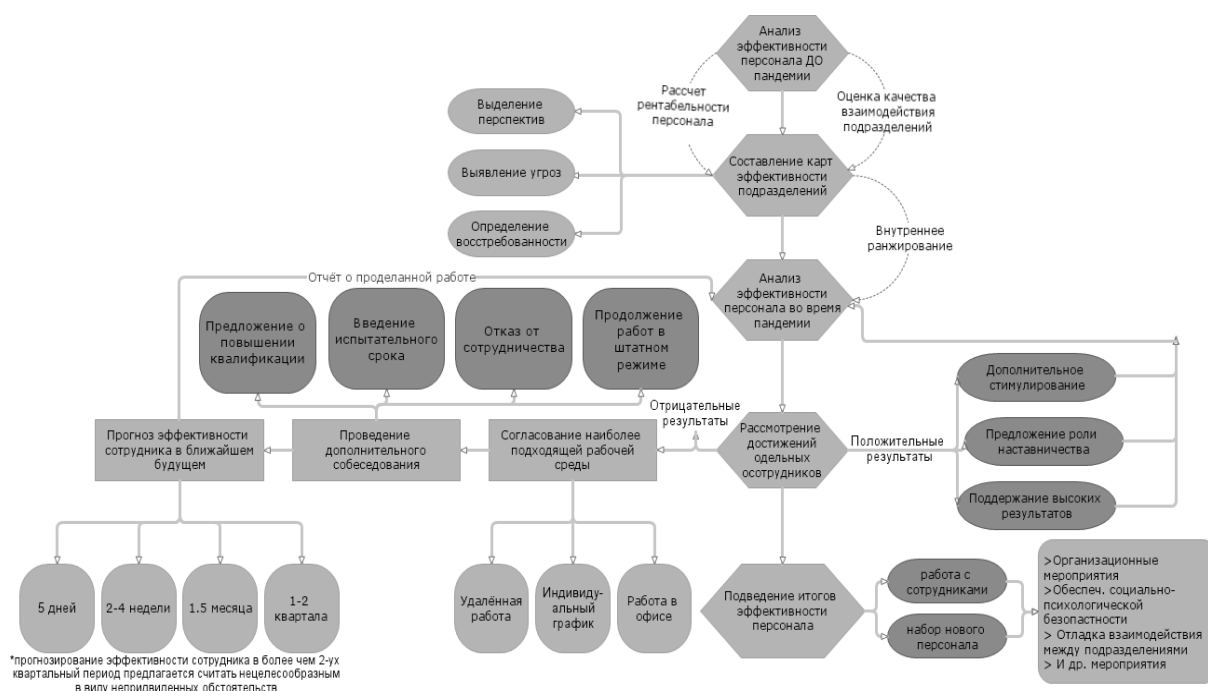 Анализ
эффективности
персонала ДО
пандемии
Рассчет
рентабельности
персонала
Оценка качества
взаимодействия
подразделений
Выделение
перспектив
Выявление угроз
Определение
восстребованности
Составление карт
эффективности
подразделений
Внутреннее
ранжирование
Отчёт о проделанной работе
Анализ
эффективности
персонала во время
пандемии
Предложение о
повышении
квалификации
Введение
испытательного
срока
Отказ от
сотрудничества
Продолжение
работ в
штатном
режиме
Дополнительное
стимулирование
Предложение роли
наставничества
Поддержание высоких
результатов
Прогноз эффективности
сотрудника в ближайшем
будущем
Проведение
дополнительного
собеседования
Согласование наиболее
подходящей рабочей
среды
Отрицательные
результаты
Рассмотрение
достижений
одельных
осотрудников
Положительные
результаты
5 дней
2-4 недели
1.5 месяца
1-2
квартала
Удалённая
работа
Индивиду-
альный
график
Работа в
офисе
Подведение итогов
эффективности
персонала
работа с
сотрудниками
набор нового
персонала
>Организационные
мероприятия
>Обеспеч. социально-
психологической
безопастности
> Отладка взаимодействия
между подразделениями
> И др. мероприятия
*прогнозирование эффективности сотрудника в более чем 2-ух
квартальный период предлагается считать нецелесообразным
в виду непридвиденных обстоятельств